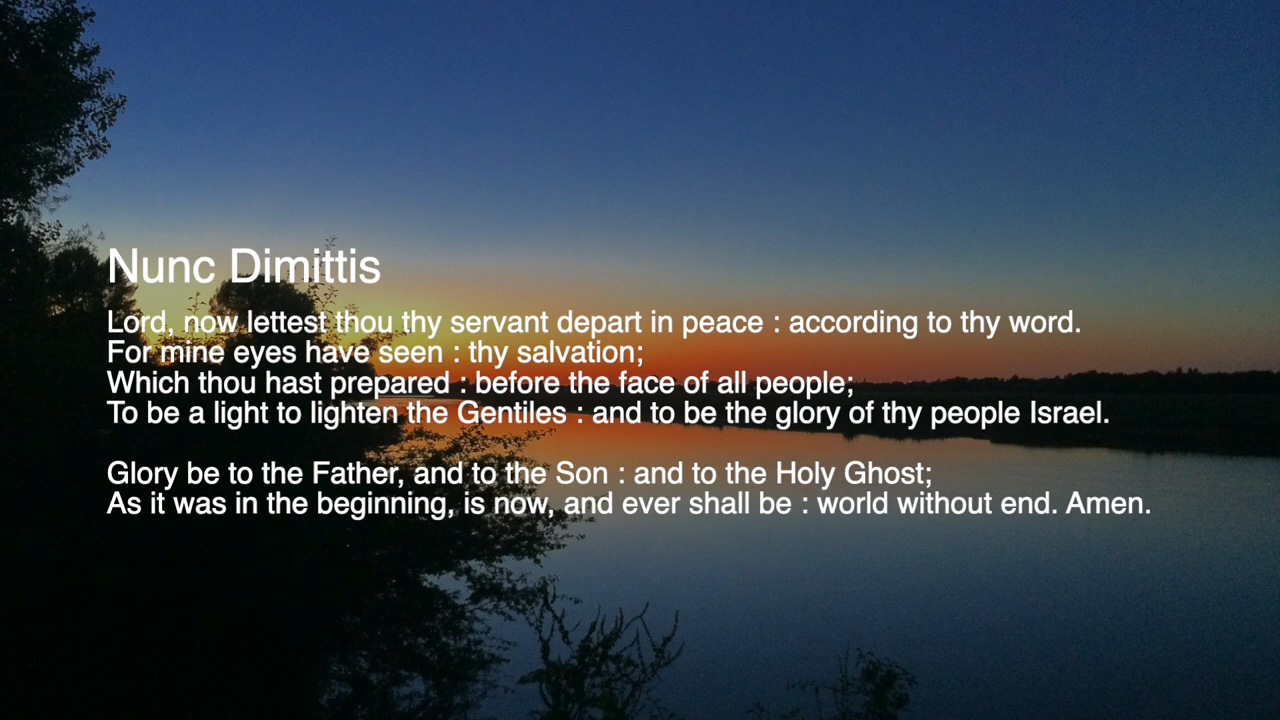 Nunc Dimittis
Lord, now lettest thou thy servant depart in peace : according to thy word.
For mine eyes have seen : thy salvation;
Which thou hast prepared : before the face of all people;
To be a light to lighten the Gentiles : and to be the glory of thy people Israel.
Glory be to the Father, and to the Son : and to the Holy Ghost;
As it was in the beginning, is now, and ever shall be : world without end. Amen.